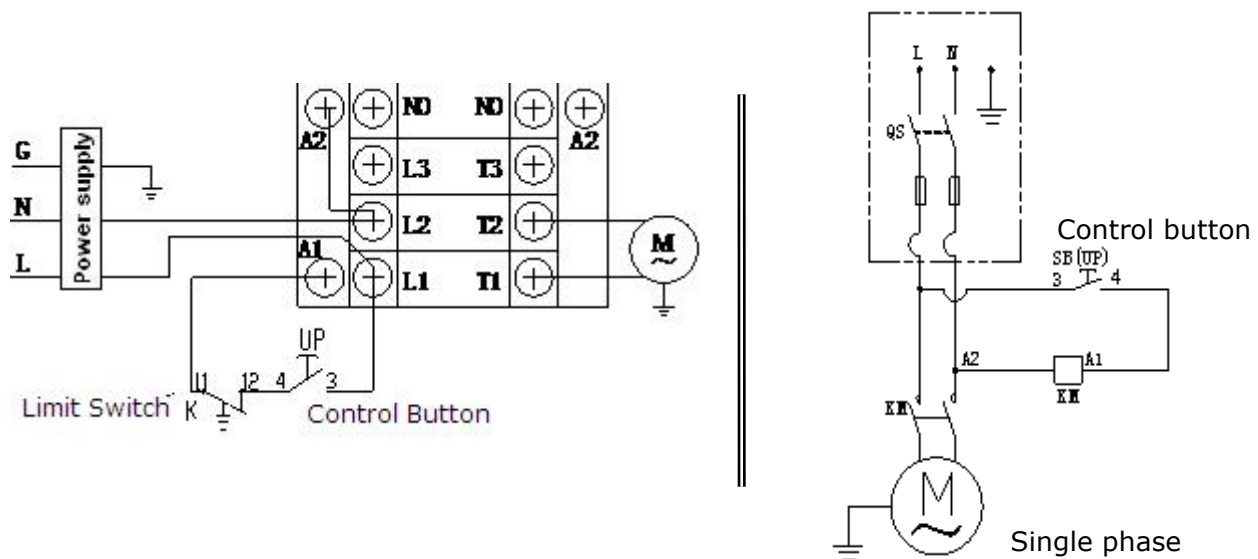 G
N
L
Power supply
A2
NO NO
A2
L3 T3
L2 T2
A1
L1 T1
M
~
UP
11 12 4 3
K
Limit Switch
Control Button
L N
QS
Control button
SB(UP)
3 4
A2 A1
KM
KM
M
~
Single phase